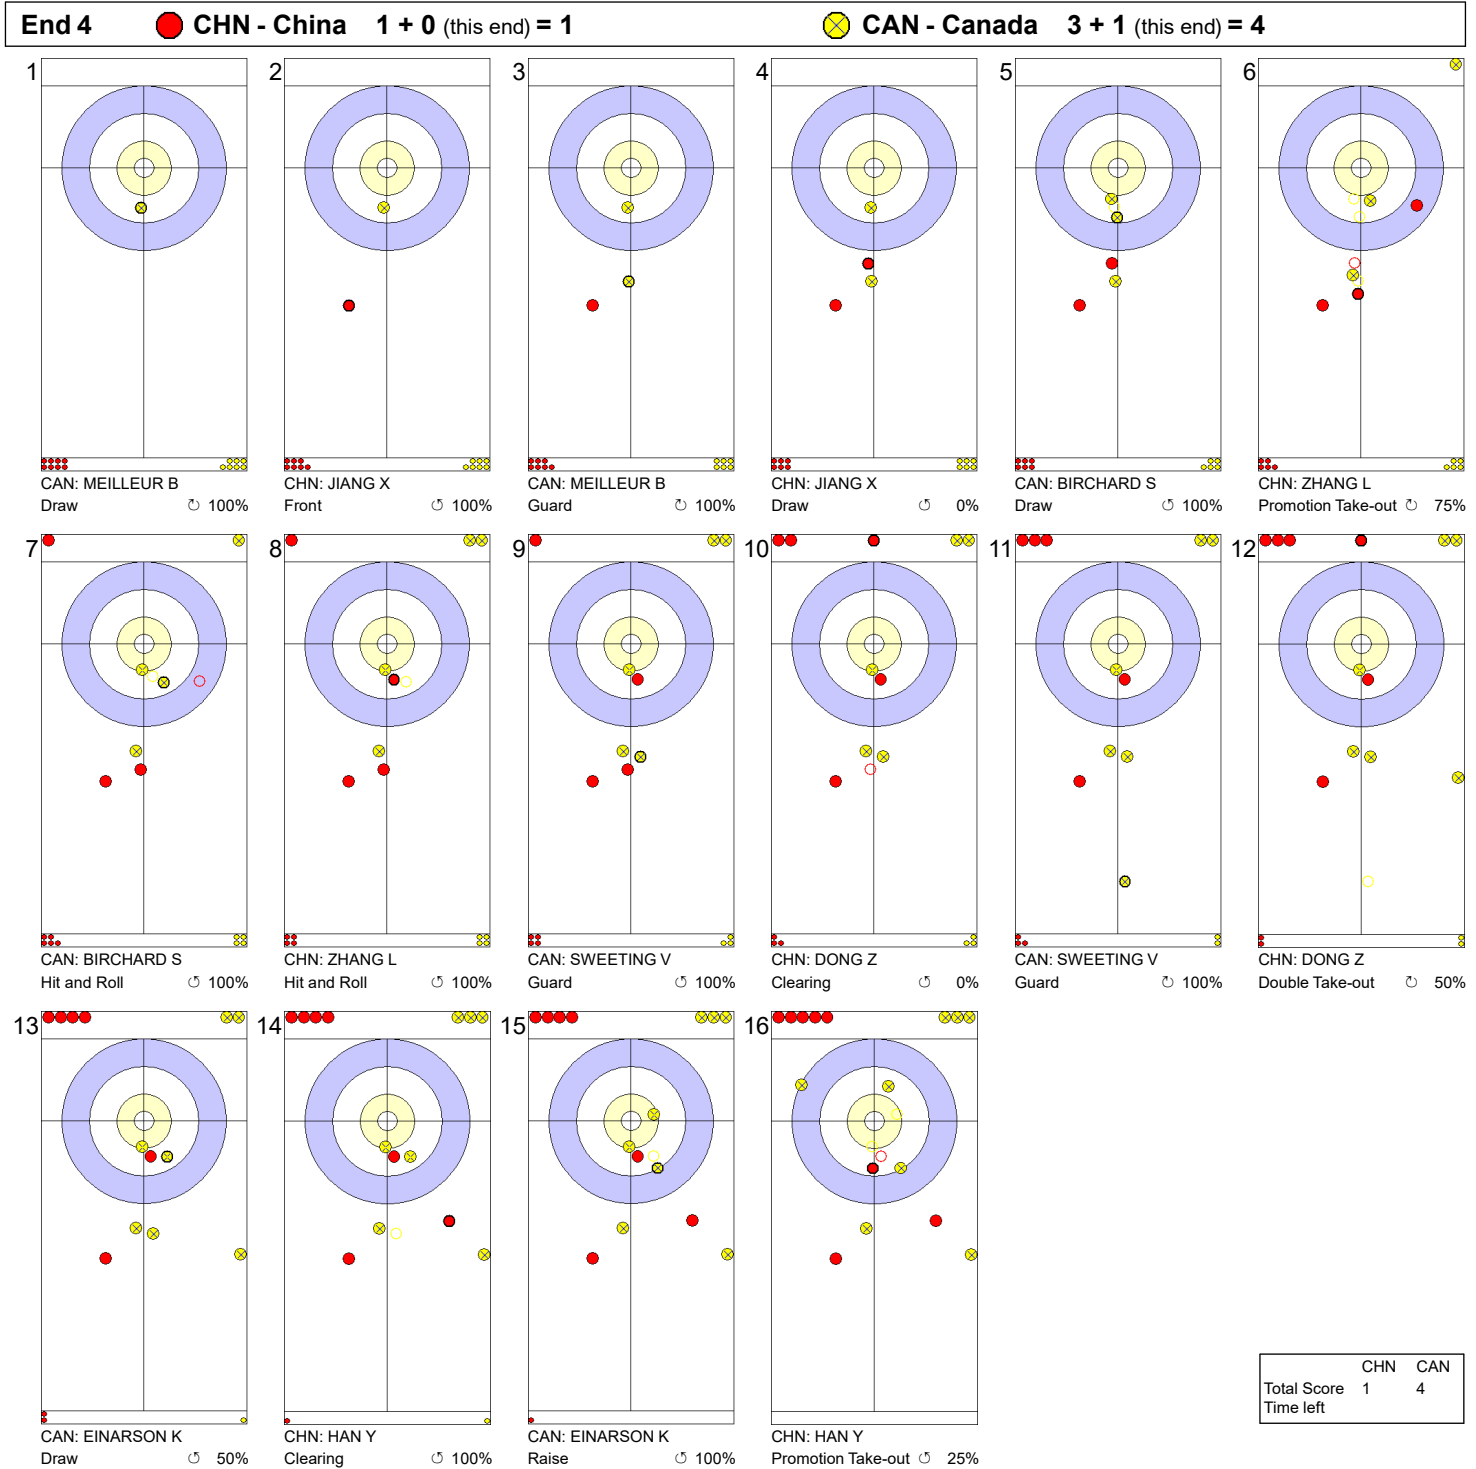 End 4 CHN - China 1 + 0 (this end) = 1 CAN - Canada 3 + 1 (this end) = 4
1 2 3 4 5 6
CAN: MEILLEUR B CHN: JIANG X CAN: MEILLEUR B CHN: JIANG X CAN: BIRCHARD S CHN: ZHANG L
Draw ↻ 100% Front ↺ 100% Guard ↻ 100% Draw ↺ 0% Draw ↻ 100% Promotion Take-out ↻ 75%
7 8 9 10 11 12
CAN: BIRCHARD S CHN: ZHANG L CAN: SWEETING V CHN: DONG Z CAN: SWEETING V CHN: DONG Z
Hit and Roll ↺ 100% Hit and Roll ↺ 100% Guard ↺ 100% Clearing ↺ 0% Guard ↺ 100% Double Take-out ↻ 50%
13 14 15 16
CAN: EINARSON K CHN: HAN Y CAN: EINARSON K CHN: HAN Y
Draw ↺ 50% Clearing ↺ 100% Raise ↺ 100% Promotion Take-out ↺ 25%
CHN CAN
Total Score 1 4
Time left